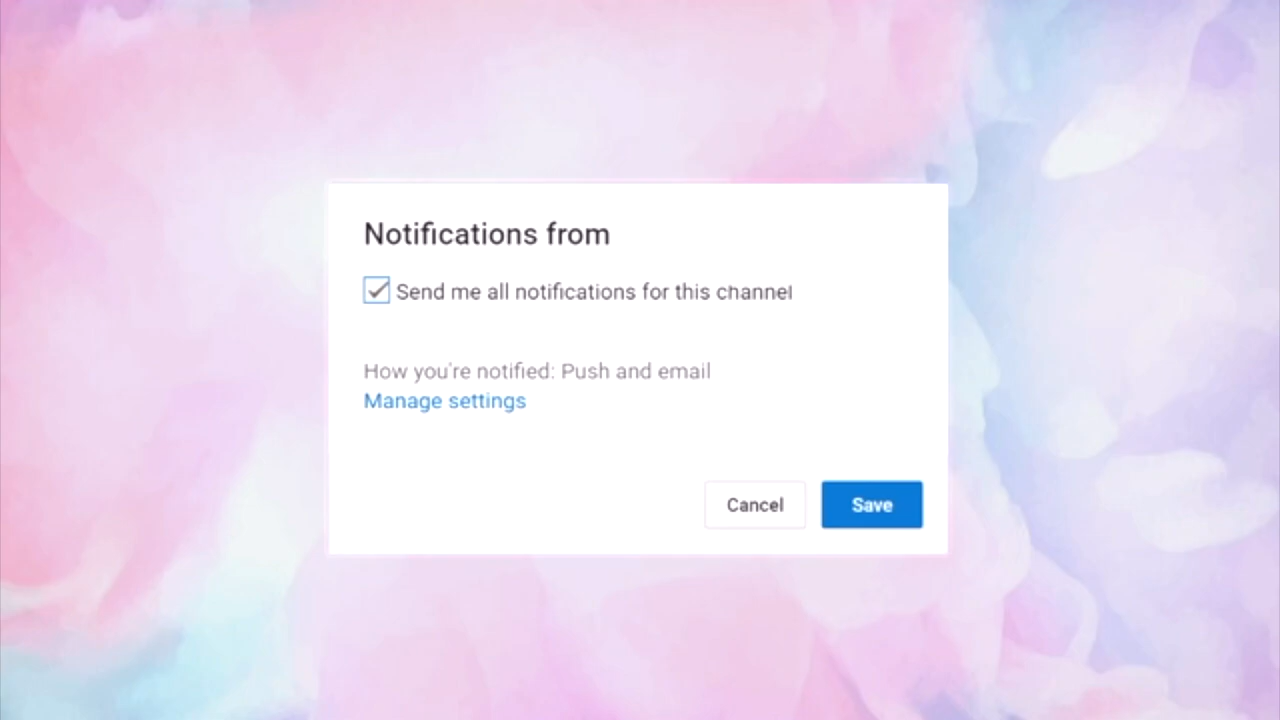 Notifications from
Send me all notifications for this channel
How you're notified: Push and email
Manage settings
Cancel
Save